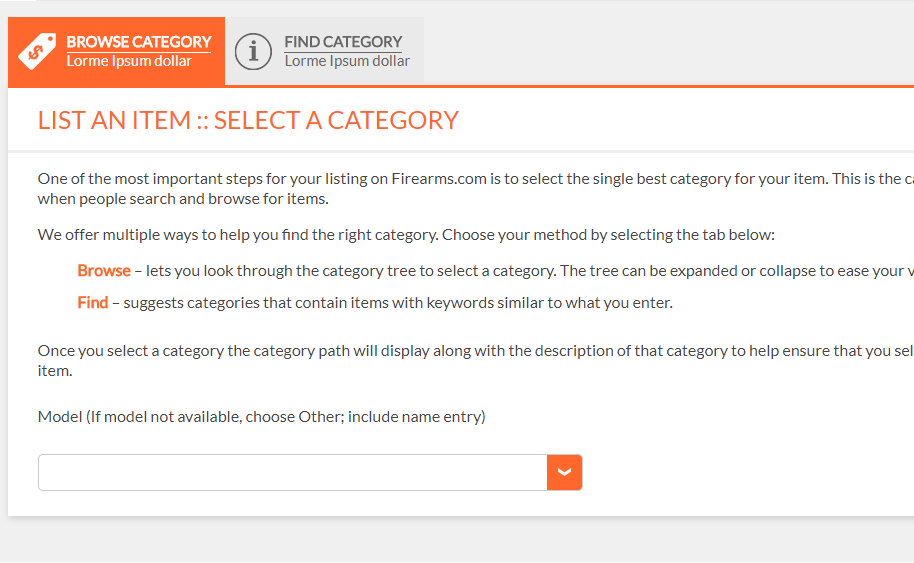 BROWSE CATEGORY
Lorme Ipsum dollar
FIND CATEGORY
Lorme Ipsum dollar
LIST AN ITEM :: SELECT A CATEGORY
One of the most important steps for your listing on Firearms.com is to select the single best category for your item. This is the
when people search and browse for items.
We offer multiple ways to help you find the right category. Choose your method by selecting the tab below:
Browse – lets you look through the category tree to select a category. The tree can be expanded or collapse to ease your
Find – suggests categories that contain items with keywords similar to what you enter.
Once you select a category the category path will display along with the description of that category to help ensure that you
item.
Model (If model not available, choose Other; include name entry)